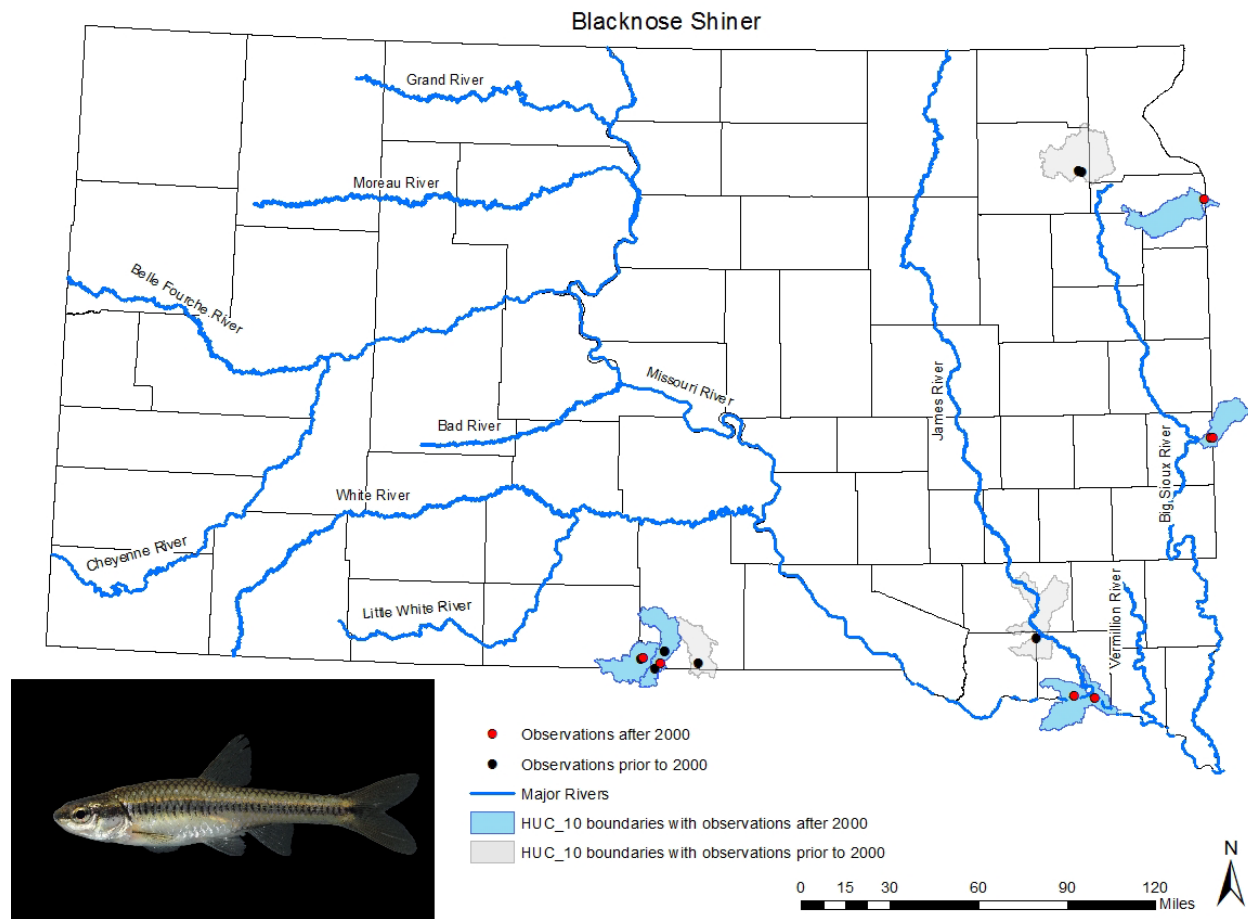 Blacknose Shiner
Grand River
Moreau River
Belle Fourche River
Missouri River
James River
Bad River
Big Sioux River
White River
Cheyenne River
Little White River
Vermillion River
Observations after 2000
Observations prior to 2000
Major Rivers
HUC_10 boundaries with observations after 2000
HUC_10 boundaries with observations prior to 2000
N
0 15 30 60 90 120
Miles